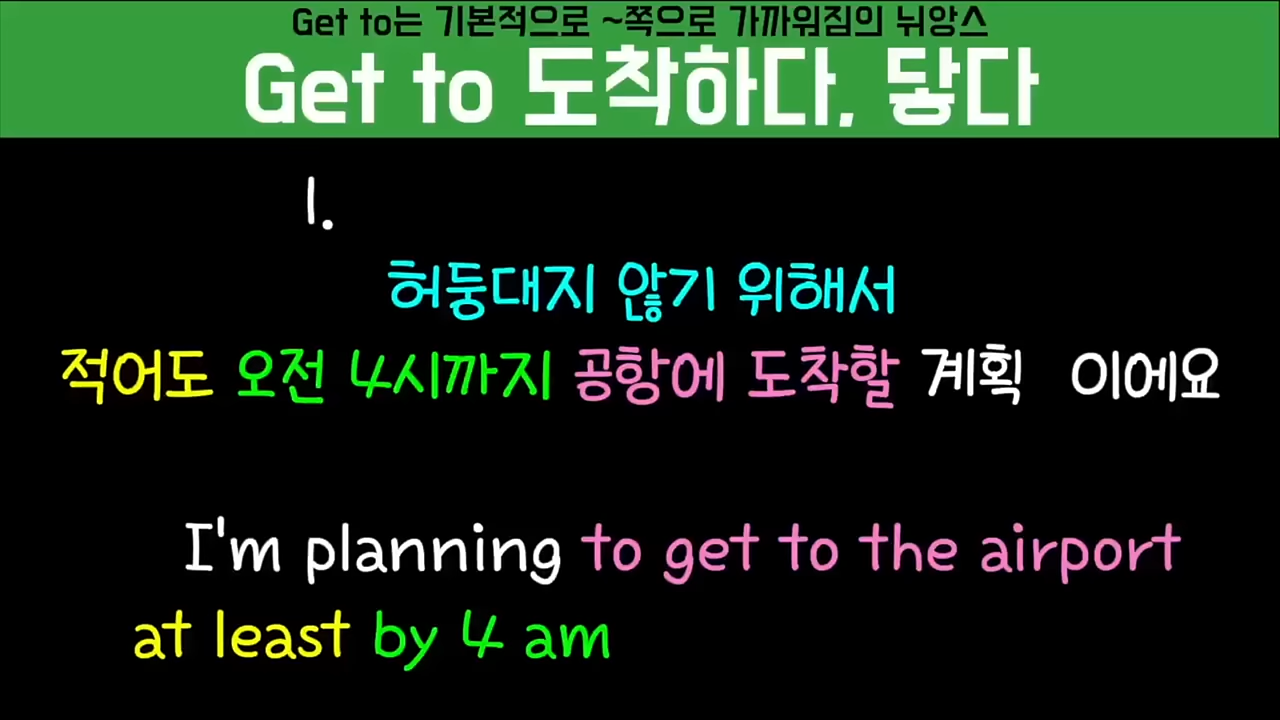 Get to는 기본적으로 ~쪽으로 가까워짐의 뉘앙스
Get to 도착하다, 닿다
1.
허둥대지 않기 위해서
적어도 오전 4시까지 공항에 도착할 계획 이에요
I'm planning to get to the airport
at least by 4 am